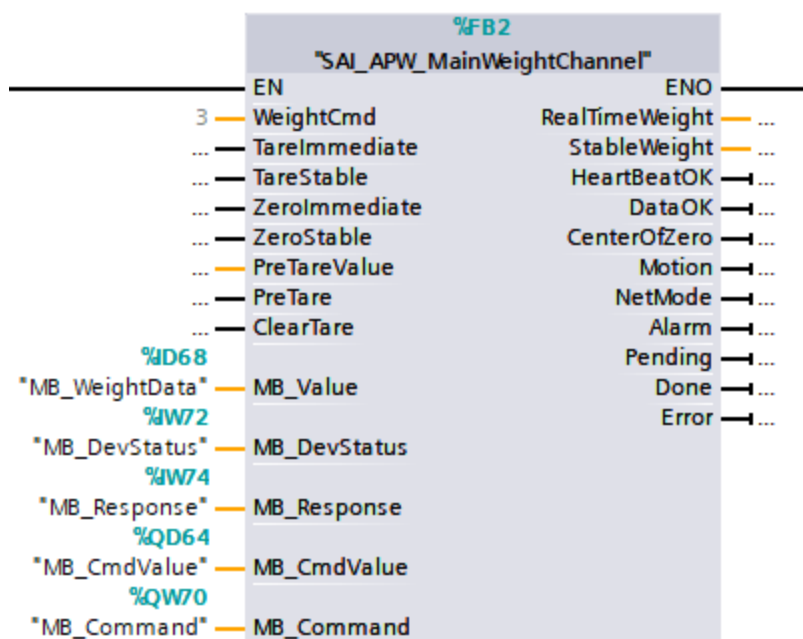 %FB2
"SAI_APW_MainWeightChannel"
EN ENO
3 WeightCmd RealTimeWeight ...
... TareImmediate StableWeight ...
... TareStable HeartBeatOK ...
... ZeroImmediate DataOK ...
... ZeroStable CenterOfZero ...
... PreTareValue Motion ...
... PreTare NetMode ...
... ClearTare Alarm ...
%ID68 Pending ...
"MB_WeightData" MB_Value Done ...
%IW72 Error ...
"MB_DevStatus" MB_DevStatus
%IW74
"MB_Response" MB_Response
%QD64
"MB_CmdValue" MB_CmdValue
%QW70
"MB_Command" MB_Command